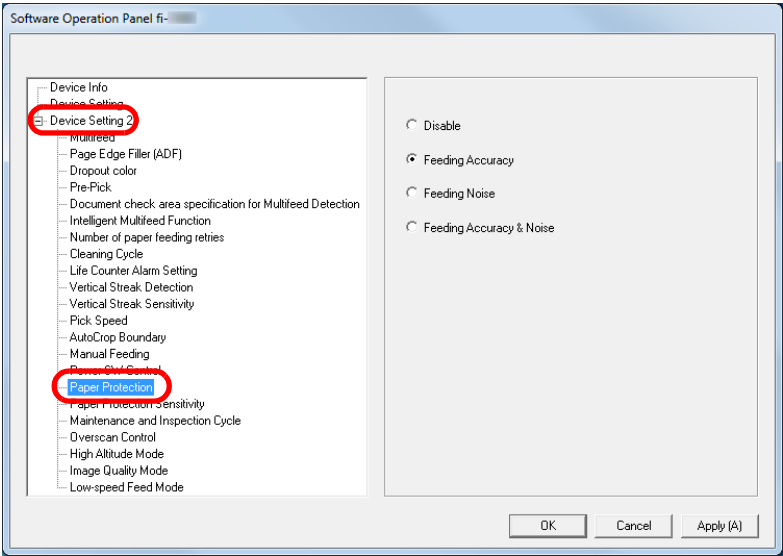 Software Operation Panel fi-
Device Info
Device Setting
Device Setting 2
Multifeed
Page Edge Filler (ADF)
Dropout color
Pre-Pick
Document check area specification for Multifeed Detection
Intelligent Multifeed Function
Number of paper feeding retries
Cleaning Cycle
Life Counter Alarm Setting
Vertical Streak Detection
Vertical Streak Sensitivity
Pick Speed
AutoCrop Boundary
Manual Feeding
Power SW Control
Paper Protection
Paper Protection Sensitivity
Maintenance and Inspection Cycle
Overscan Control
High Altitude Mode
Image Quality Mode
Low-speed Feed Mode
Disable
Feeding Accuracy
Feeding Noise
Feeding Accuracy & Noise
OK
Cancel
Apply (A)